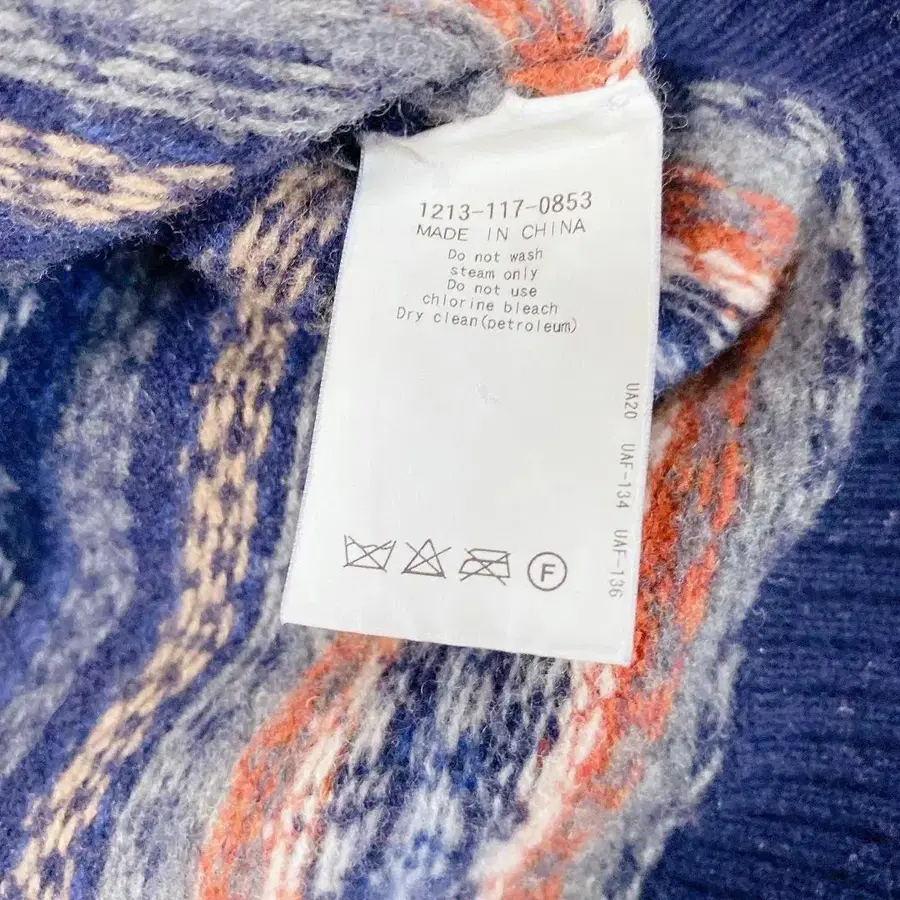 1213-117-0853
MADE IN CHINA
Do not wash
steam only
Do not use
chlorine bleach
Dry clean(petroleum)
UA20 UAF-134 UAF-136
F